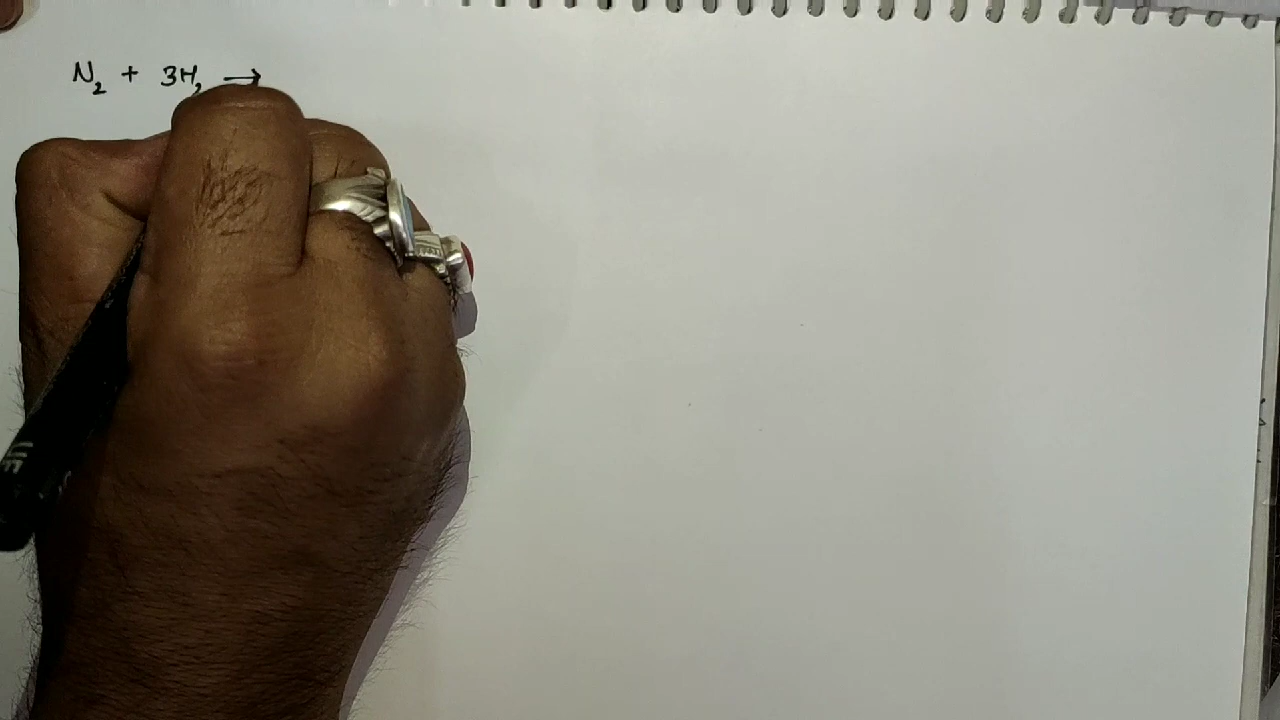 N₂ + 3H₂ →